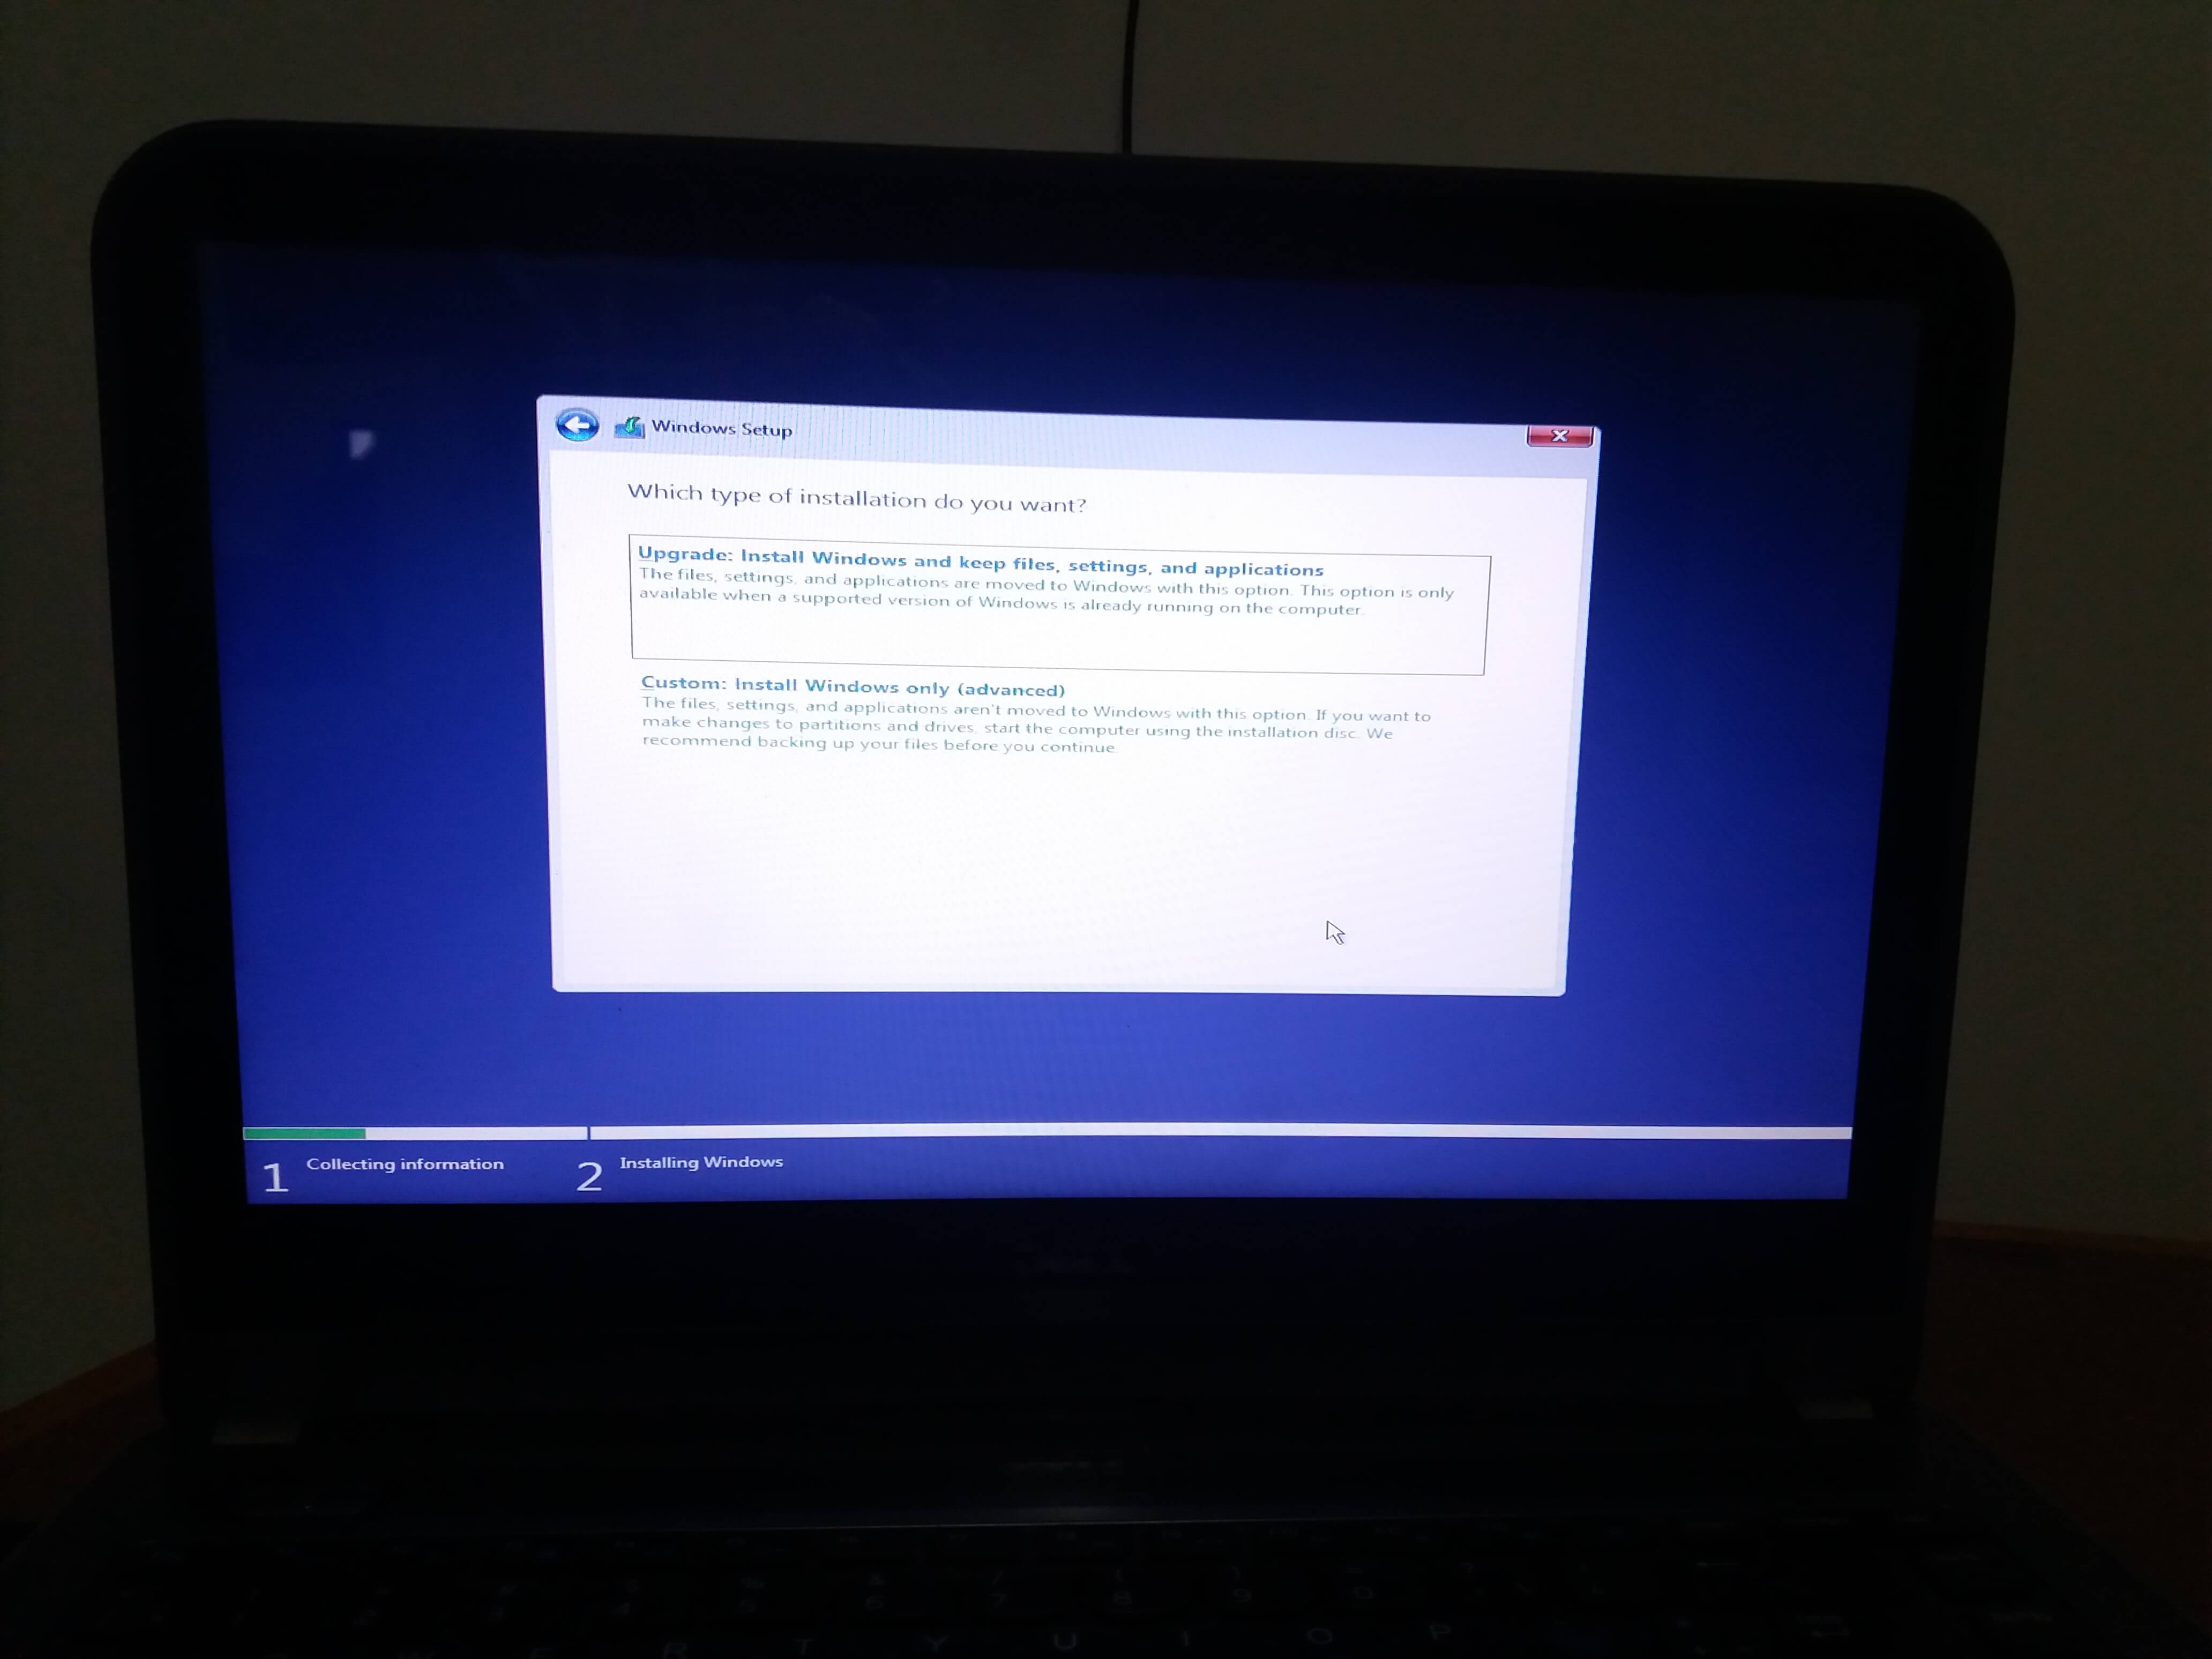 Windows Setup
Which type of installation do you want?
Upgrade: Install Windows and keep files, settings, and applications
The files, settings, and applications are moved to Windows with this option. This option is only
available when a supported version of Windows is already running on the computer.
Custom: Install Windows only (advanced)
The files, settings, and applications aren't moved to Windows with this option. If you want to
make changes to partitions and drives, start the computer using the installation disc. We
recommend backing up your files before you continue.
1 Collecting information 2 Installing Windows
6 7 8 9
R T Y U I O P